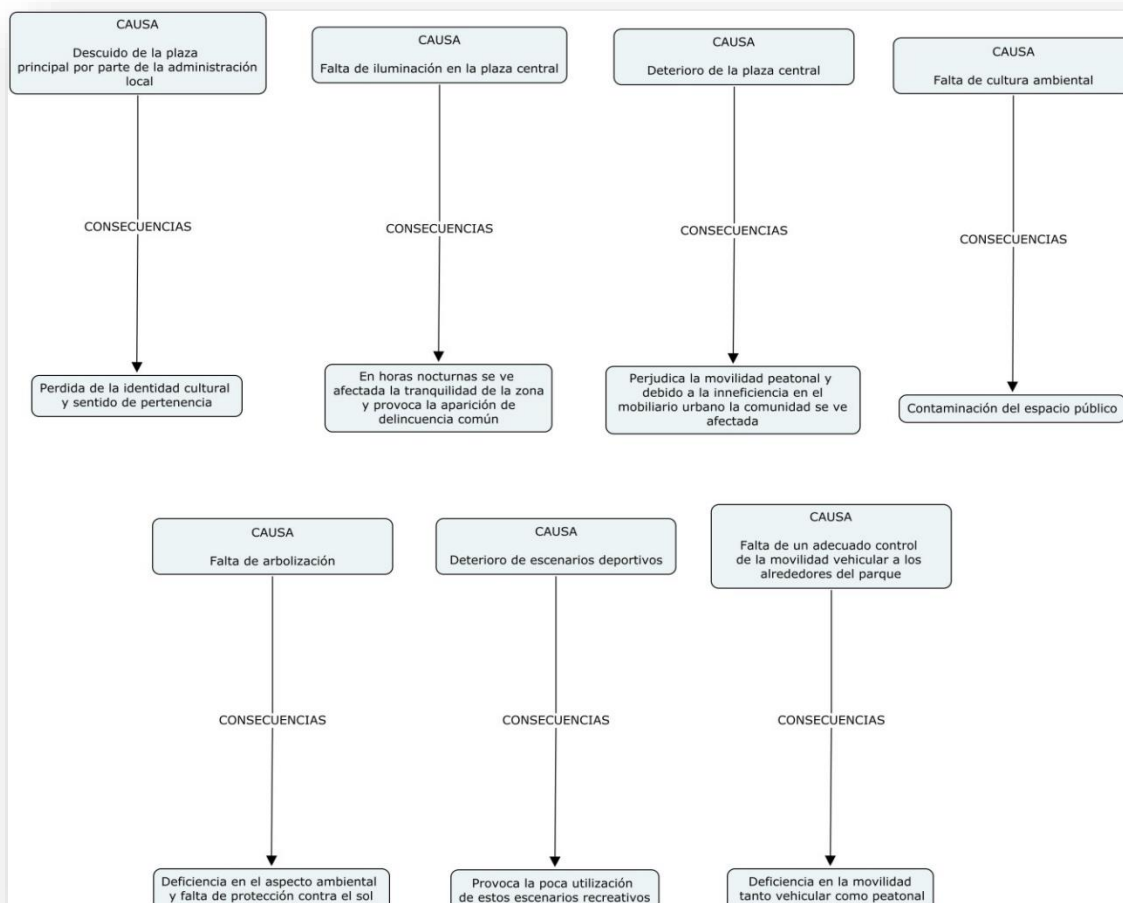 CAUSA
Descuido de la plaza
principal por parte de la administración
local
CONSECUENCIAS
Perdida de la identidad cultural
y sentido de pertenencia
CAUSA
Falta de iluminación en la plaza central
CONSECUENCIAS
En horas nocturnas se ve
afectada la tranquilidad de la zona
y provoca la aparición de
delincuencia común
CAUSA
Deterioro de la plaza central
CONSECUENCIAS
Perjudica la movilidad peatonal y
debido a la inneficiencia en el
mobiliario urbano la comunidad se ve
afectada
CAUSA
Falta de cultura ambiental
CONSECUENCIAS
Contaminación del espacio público
CAUSA
Falta de arbolización
CONSECUENCIAS
Deficiencia en el aspecto ambiental
y falta de protección contra el sol
CAUSA
Deterioro de escenarios deportivos
CONSECUENCIAS
Provoca la poca utilización
de estos escenarios recreativos
CAUSA
Falta de un adecuado control
de la movilidad vehicular a los
alrededores del parque
CONSECUENCIAS
Deficiencia en la movilidad
tanto vehicular como peatonal